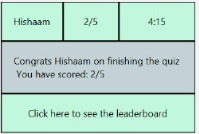 Hishaam 2/5 4:15
Congrats Hishaam on finishing the quiz
You have scored: 2/5
Click here to see the leaderboard